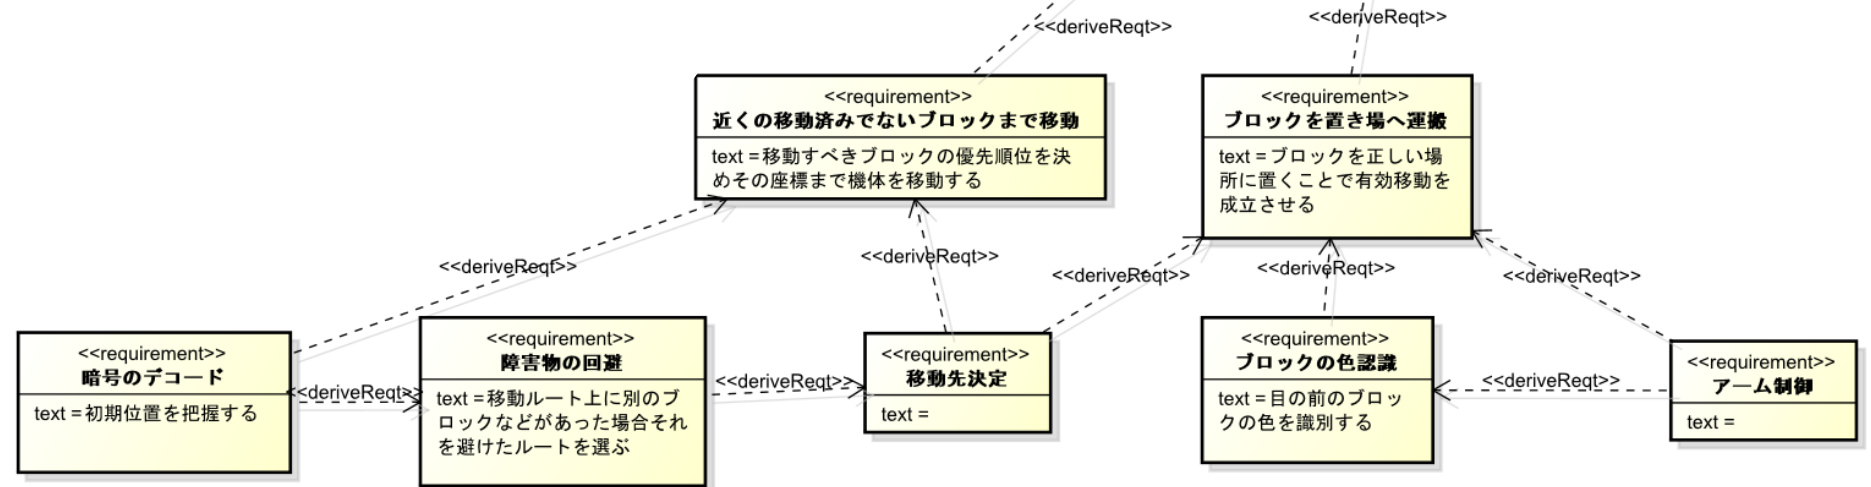 <<deriveReqt>>
<<deriveReqt>>
<<requirement>>
近くの移動済みでないブロックまで移動
text =移動すべきブロックの優先順位を決
めその座標まで機体を移動する
<<requirement>>
ブロックを置き場へ運搬
text =ブロックを正しい場
所に置くことで有効移動を
成立させる
<<deriveReqt>>
<<deriveReqt>>
<<deriveReqt>>
<<deriveReqt>>
<<deriveReqt>>
<<requirement>>
暗号のデコード
text =初期位置を把握する
<<deriveReqt>>
<<requirement>>
障害物の回避
text =移動ルート上に別のブ
ロックなどがあった場合それ
を避けたルートを選ぶ
<<deriveReqt>>
<<requirement>>
移動先決定
text =
<<requirement>>
ブロックの色認識
text =目の前のブロッ
クの色を識別する
<<deriveReqt>>
<<requirement>>
アーム制御
text =